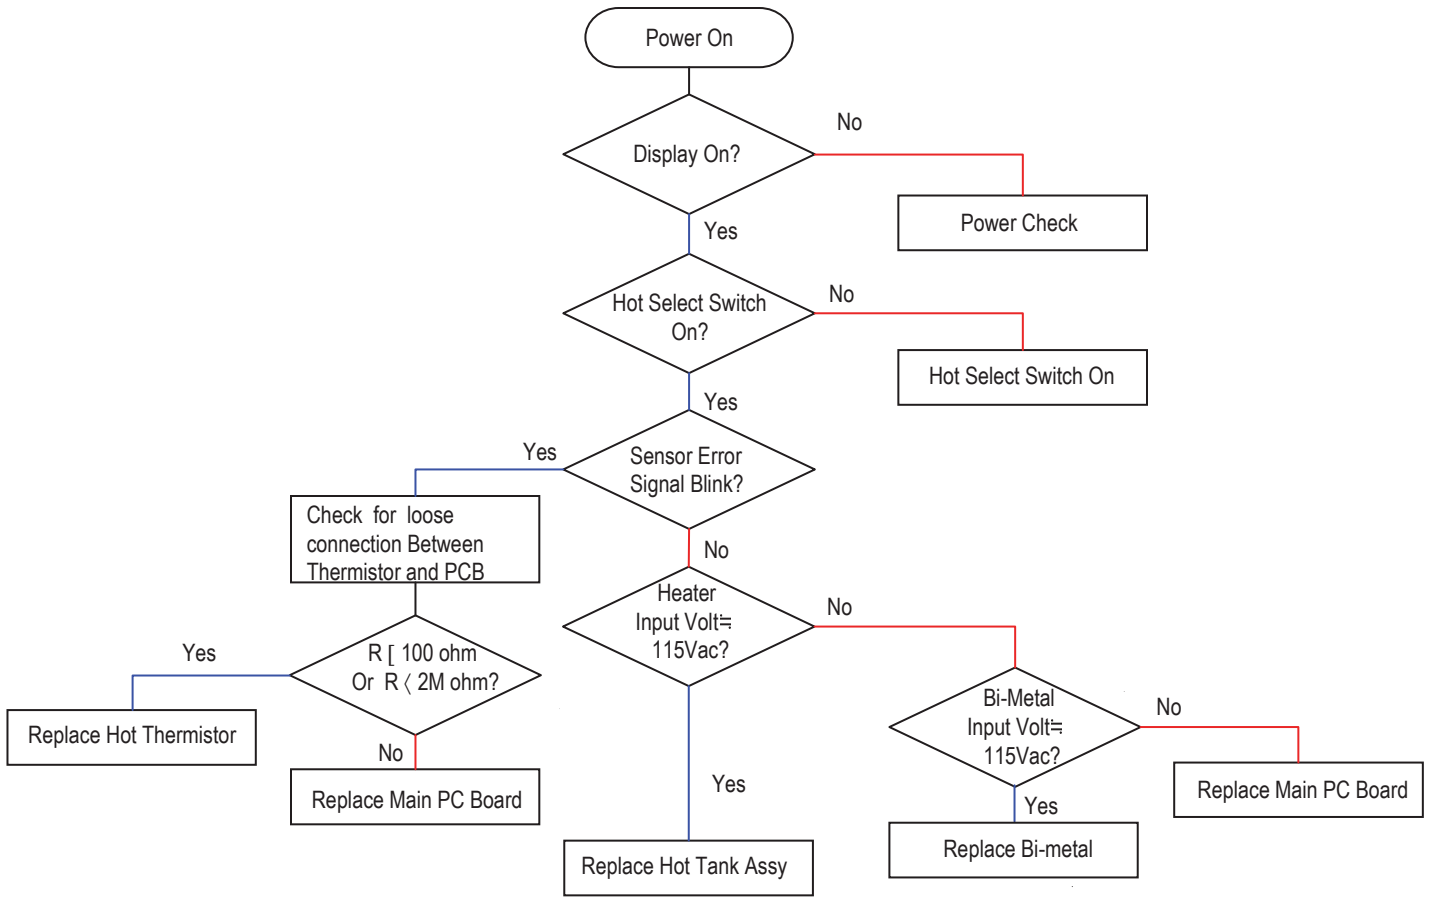 Power On
No
Display On?
Power Check
Yes
No
Hot Select Switch
On?
Hot Select Switch On
Yes
Yes
Sensor Error
Signal Blink?
Check for loose
connection Between
Thermistor and PCB
No
Heater
Input Volt≒
115Vac?
No
Yes
R [ 100 ohm
Or R〈 2M ohm?
Bi-Metal
Input Volt≒
115Vac?
No
Replace Hot Thermistor
No
Yes
Replace Main PC Board
Replace Main PC Board
Yes
Replace Bi-metal
Replace Hot Tank Assy